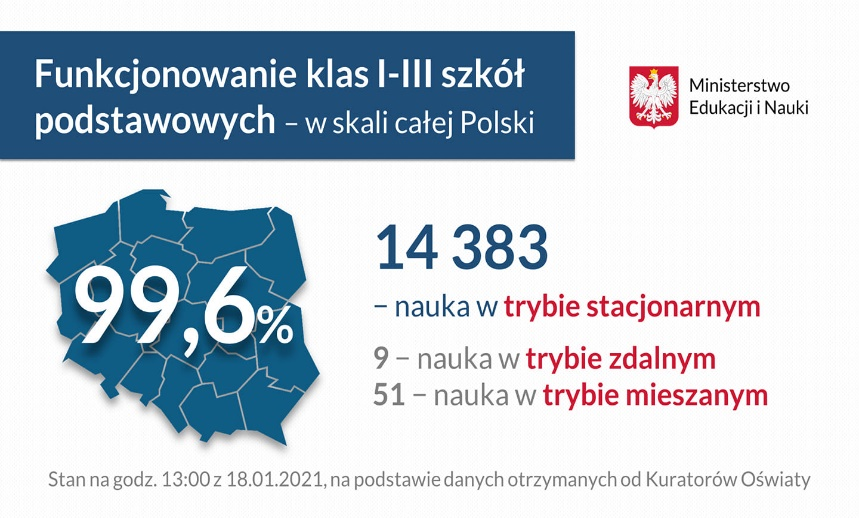 Funkcjonowanie klas I-III szkół
podstawowych – w skali całej Polski
Ministerstwo
Edukacji i Nauki
99,6%
14 383
– nauka w trybie stacjonarnym
9 – nauka w trybie zdalnym
51 – nauka w trybie mieszanym
Stan na godz. 13:00 z 18.01.2021, na podstawie danych otrzymanych od Kuratorów Oświaty